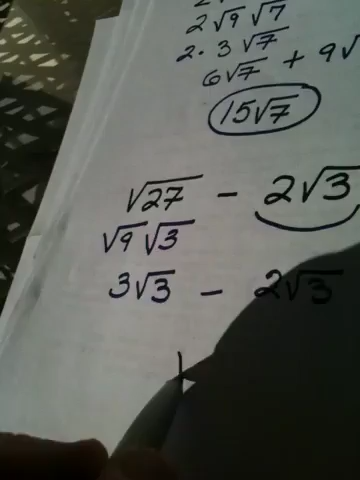 2√9 √7
2 · 3√7
6√7 + 9√
15√7
√27 − 2√3
√9 √3
3√3 − 2√3